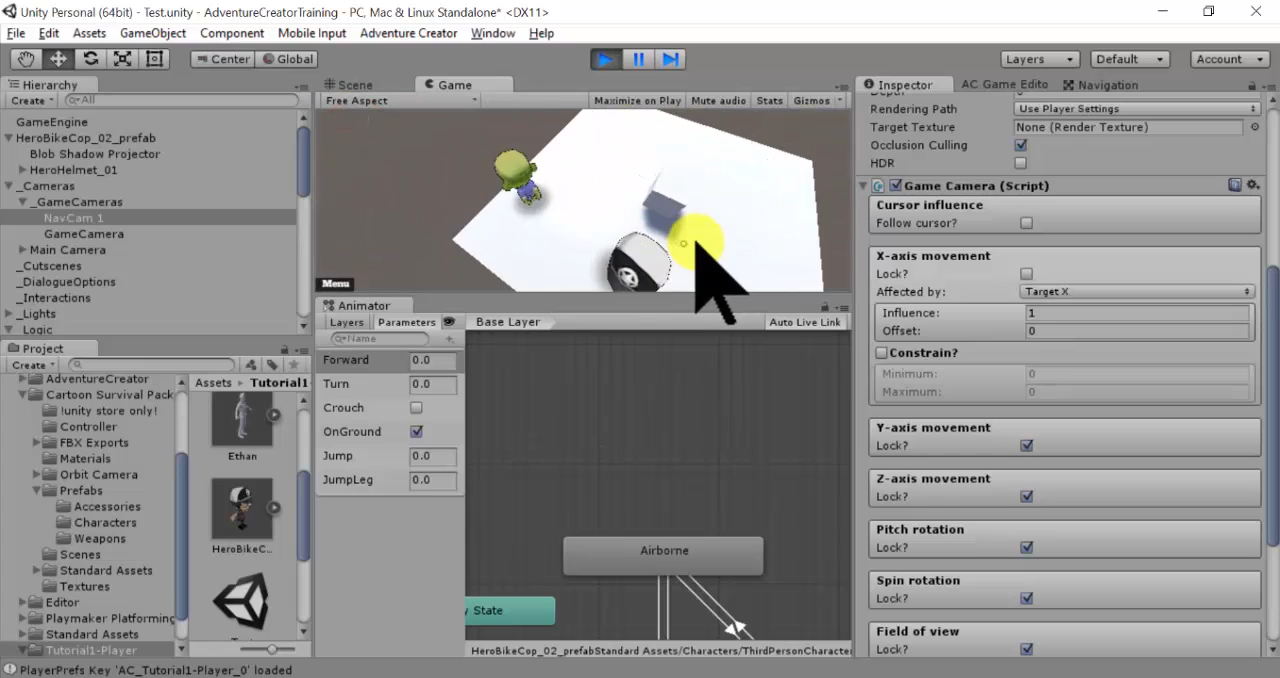 Unity Personal (64bit) - Test.unity - AdventureCreatorTraining - PC, Mac & Linux Standalone* <DX11>
File Edit Assets GameObject Component Mobile Input Adventure Creator Window Help
Center Global Layers Default Account
Hierarchy
Create All
GameEngine
HeroBikeCop_02_prefab
Blob Shadow Projector
HeroHelmet_01
_Cameras
_GameCameras
NavCam 1
GameCamera
Main Camera
_Cutscenes
_DialogueOptions
_Interactions
_Lights
Logic
Project
Create
Assets Tutorial1-
AdventureCreator
Cartoon Survival Pack
!unity store only!
Controller
FBX Exports
Materials
Orbit Camera
Prefabs
Accessories
Characters
Weapons
Scenes
Standard Assets
Textures
Editor
Playmaker Platforming
Standard Assets
Tutorial1-Player
Ethan
HeroBikeC...
Scene Game
Free Aspect Maximize on Play Mute audio Stats Gizmos
Menu
Animator
Layers Parameters Base Layer Auto Live Link
Name
Forward 0.0
Turn 0.0
Crouch
OnGround
Jump 0.0
JumpLeg 0.0
Airborne
y State
HeroBikeCop_02_prefabStandard Assets/Characters/ThirdPersonCharacte
Inspector AC Game Edito Navigation
Rendering Path Use Player Settings
Target Texture None (Render Texture)
Occlusion Culling
HDR
Game Camera (Script)
Cursor influence
Follow cursor?
X-axis movement
Lock?
Affected by: Target X
Influence: 1
Offset: 0
Constrain?
Minimum: 0
Maximum: 0
Y-axis movement
Lock?
Z-axis movement
Lock?
Pitch rotation
Lock?
Spin rotation
Lock?
Field of view
Lock?
PlayerPrefs Key 'AC_Tutorial1-Player_0' loaded